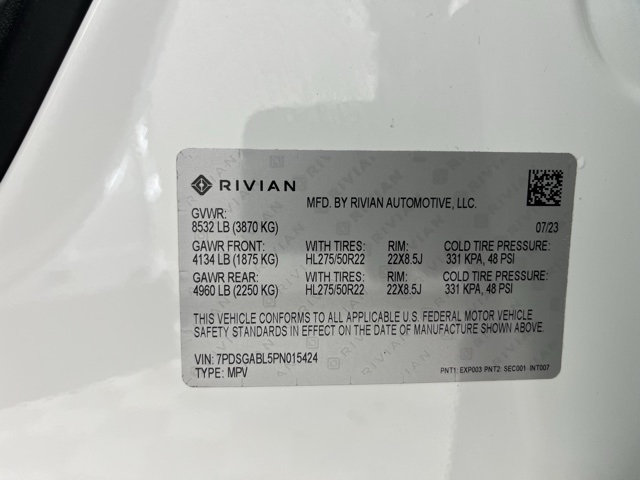 RIVIAN
MFD. BY RIVIAN AUTOMOTIVE, LLC.
GVWR:
8532 LB (3870 KG) 07/23
GAWR FRONT: WITH TIRES: RIM: COLD TIRE PRESSURE:
4134 LB (1875 KG) HL275/50R22 22X8.5J 331 KPA, 48 PSI
GAWR REAR: WITH TIRES: RIM: COLD TIRE PRESSURE:
4960 LB (2250 KG) HL275/50R22 22X8.5J 331 KPA, 48 PSI
THIS VEHICLE CONFORMS TO ALL APPLICABLE U.S. FEDERAL MOTOR VEHICLE
SAFETY STANDARDS IN EFFECT ON THE DATE OF MANUFACTURE SHOWN ABOVE.
VIN: 7PDSGABL5PN015424
TYPE: MPV PNT1: EXP003 PNT2: SEC001 INT007